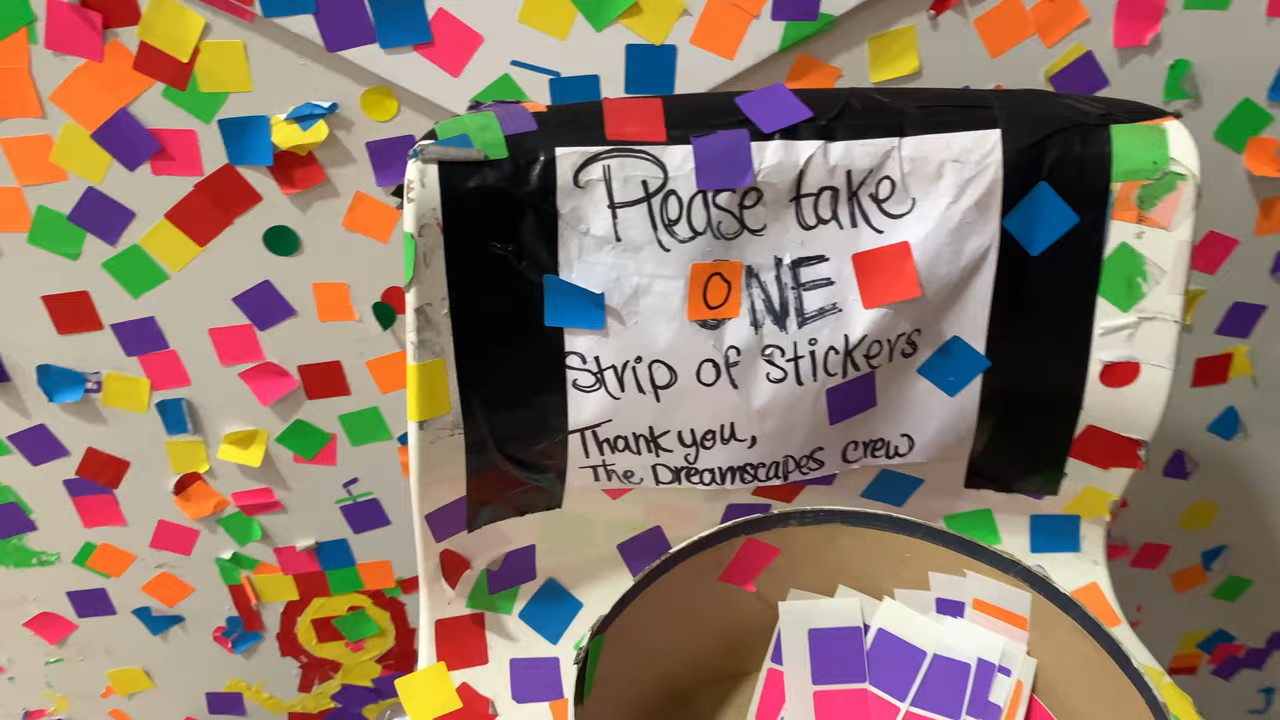 Please take
ONE
Strip of Stickers
Thank you,
The Dreamscapes crew